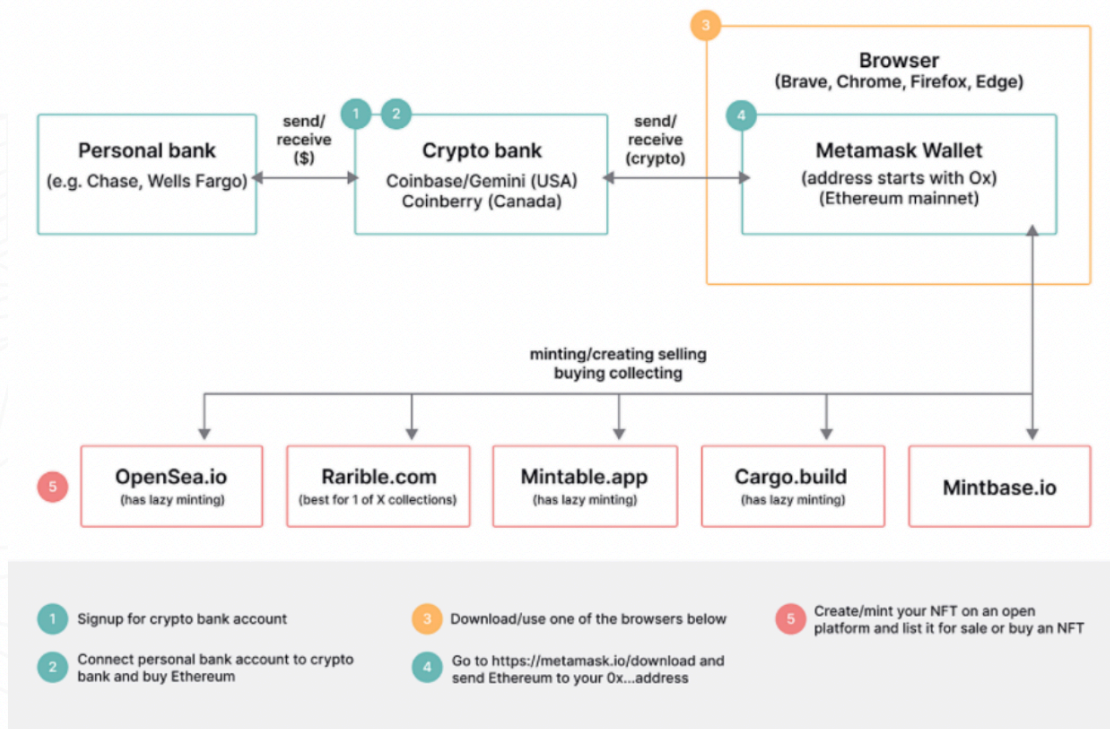 3
Browser
(Brave, Chrome, Firefox, Edge)
1
2
4
send/
receive
($)
send/
receive
(crypto)
Personal bank
(e.g. Chase, Wells Fargo)
Crypto bank
Coinbase/Gemini (USA)
Coinberry (Canada)
Metamask Wallet
(address starts with Ox)
(Ethereum mainnet)
minting/creating selling
buying collecting
5
OpenSea.io
(has lazy minting)
Rarible.com
(best for 1 of X collections)
Mintable.app
(has lazy minting)
Cargo.build
(has lazy minting)
Mintbase.io
1 Signup for crypto bank account
2 Connect personal bank account to crypto
bank and buy Ethereum
3 Download/use one of the browsers below
4 Go to https://metamask.io/download and
send Ethereum to your 0x...address
5 Create/mint your NFT on an open
platform and list it for sale or buy an NFT